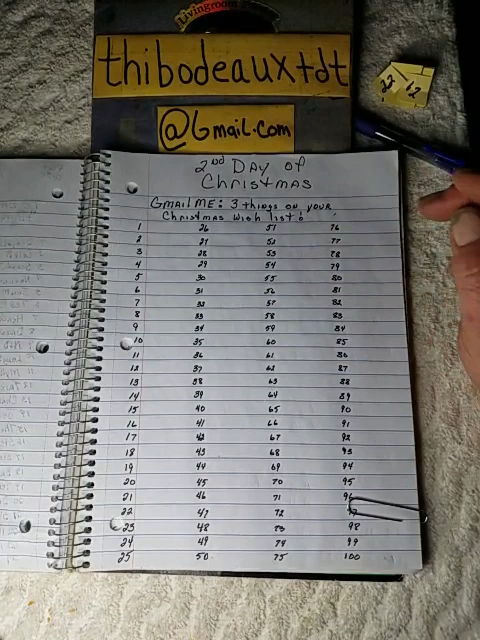 Livingroom
thibodeaux+dt
@Gmail.com
22 12
2nd DAY of
Christmas
Gmail ME: 3 things on your
Christmas wish list!
1 26 51 76
2 27 52 77
3 28 53 78
4 29 54 79
5 30 55 80
6 31 56 81
7 32 57 82
8 33 58 83
9 34 59 84
10 35 60 85
11 36 61 86
12 37 62 87
13 38 63 88
14 39 64 89
15 40 65 90
16 41 66 91
17 42 67 92
18 43 68 93
19 44 69 94
20 45 70 95
21 46 71 96
22 47 72 97
23 48 73 98
24 49 74 99
25 50 75 100